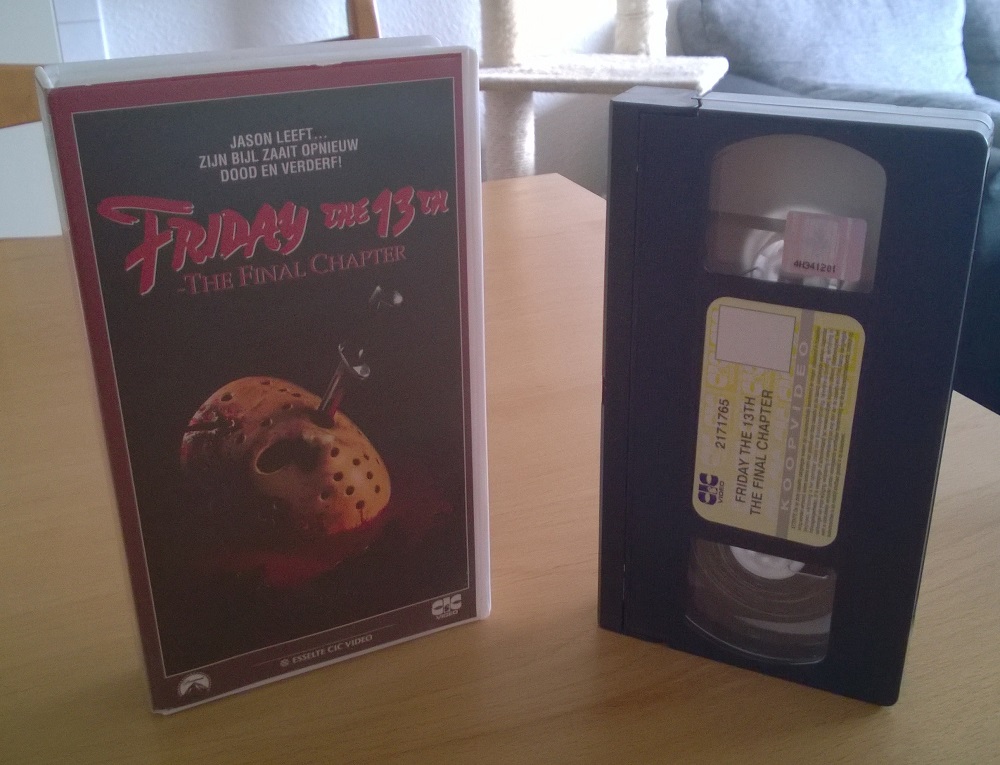 JASON LEEFT...
ZIJN BIJL ZAAIT OPNIEUW
DOOD EN VERDERF!
FRIDAY THE 13TH
-THE FINAL CHAPTER
CIC
VIDEO
© ESSELTE CIC VIDEO
4H341201
CIC
VIDEO
2171765
FRIDAY THE 13TH
THE FINAL CHAPTER
KOOPVIDEO